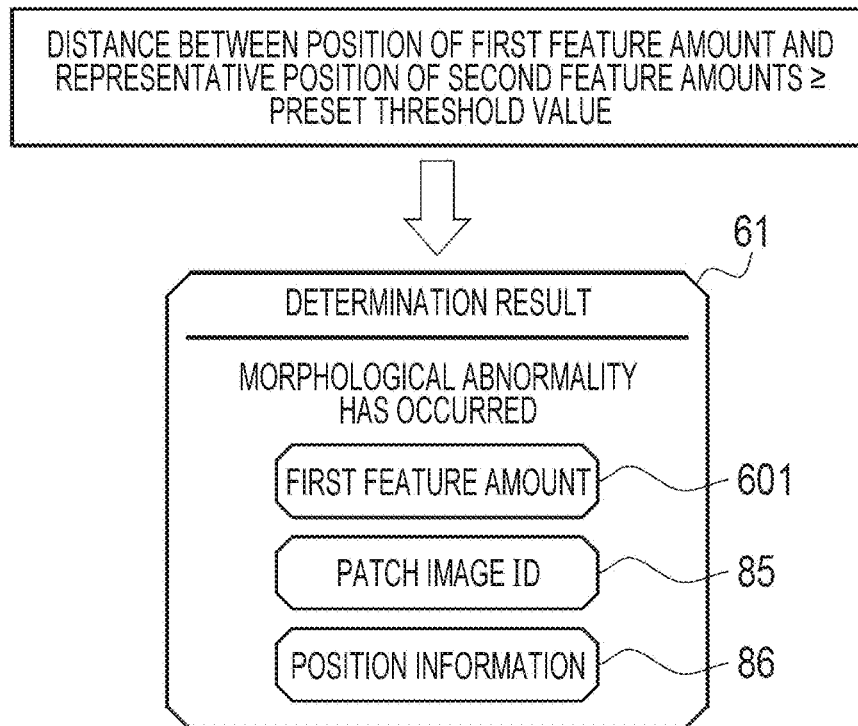 DISTANCE BETWEEN POSITION OF FIRST FEATURE AMOUNT AND
REPRESENTATIVE POSITION OF SECOND FEATURE AMOUNTS ≥
PRESET THRESHOLD VALUE
61
DETERMINATION RESULT
MORPHOLOGICAL ABNORMALITY
HAS OCCURRED
FIRST FEATURE AMOUNT
601
PATCH IMAGE ID
85
POSITION INFORMATION
86